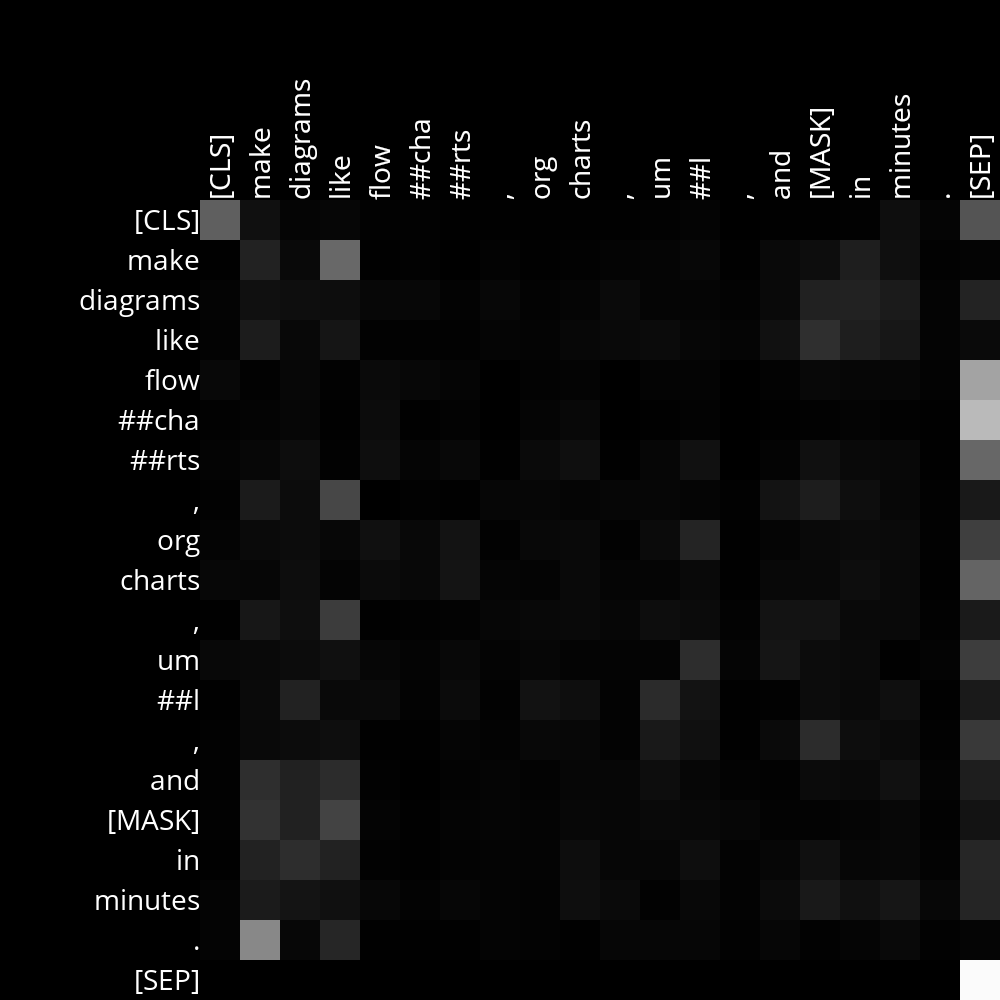 [CLS] make diagrams like flow ##cha ##rts , org charts , um ##l , and [MASK] in minutes . [SEP]
[CLS]
make
diagrams
like
flow
##cha
##rts
,
org
charts
,
um
##l
,
and
[MASK]
in
minutes
.
[SEP]